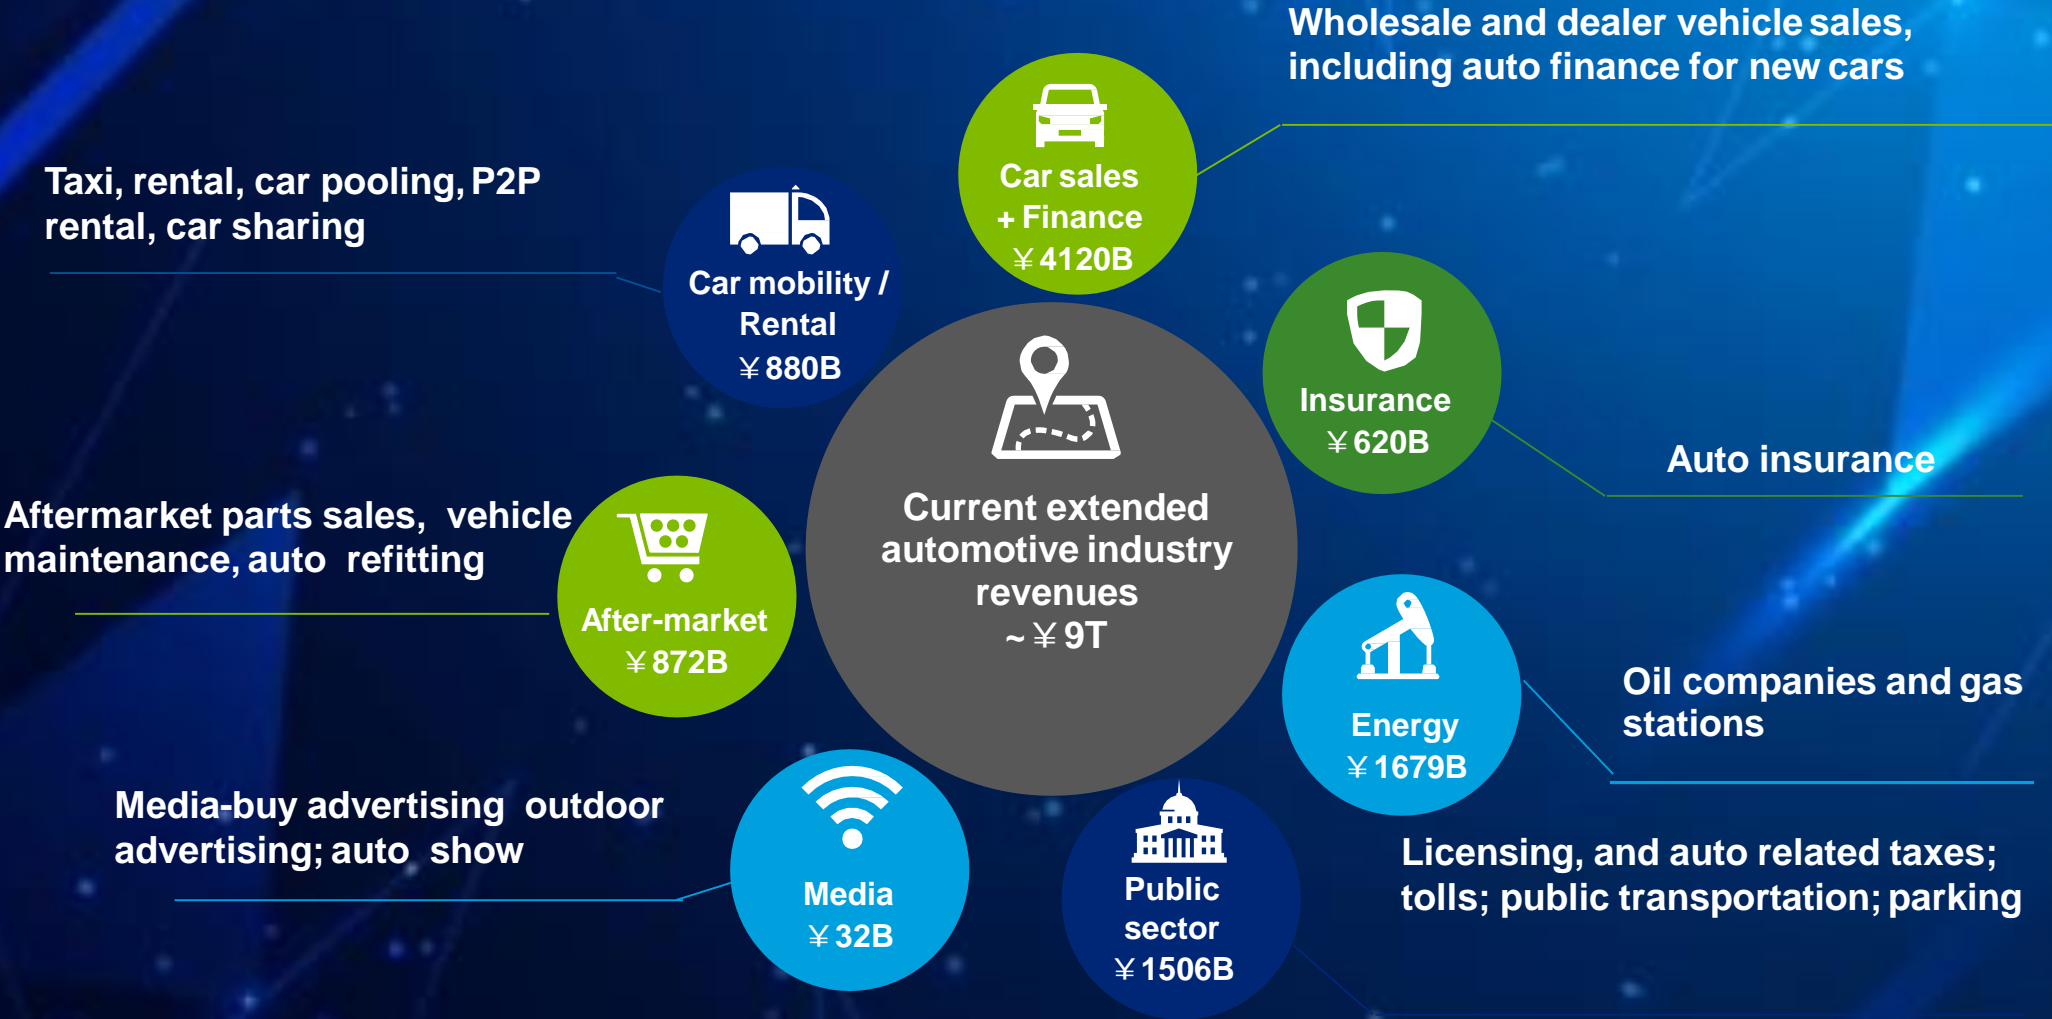 Wholesale and dealer vehicle sales,
including auto finance for new cars
Car sales
+ Finance
¥ 4120B
Taxi, rental, car pooling, P2P
rental, car sharing
Car mobility /
Rental
¥ 880B
Insurance
¥ 620B
Auto insurance
Current extended
automotive industry
revenues
~ ¥ 9T
Aftermarket parts sales, vehicle
maintenance, auto refitting
After-market
¥ 872B
Energy
¥ 1679B
Oil companies and gas
stations
Media-buy advertising outdoor
advertising; auto show
Media
¥ 32B
Public
sector
¥ 1506B
Licensing, and auto related taxes;
tolls; public transportation; parking